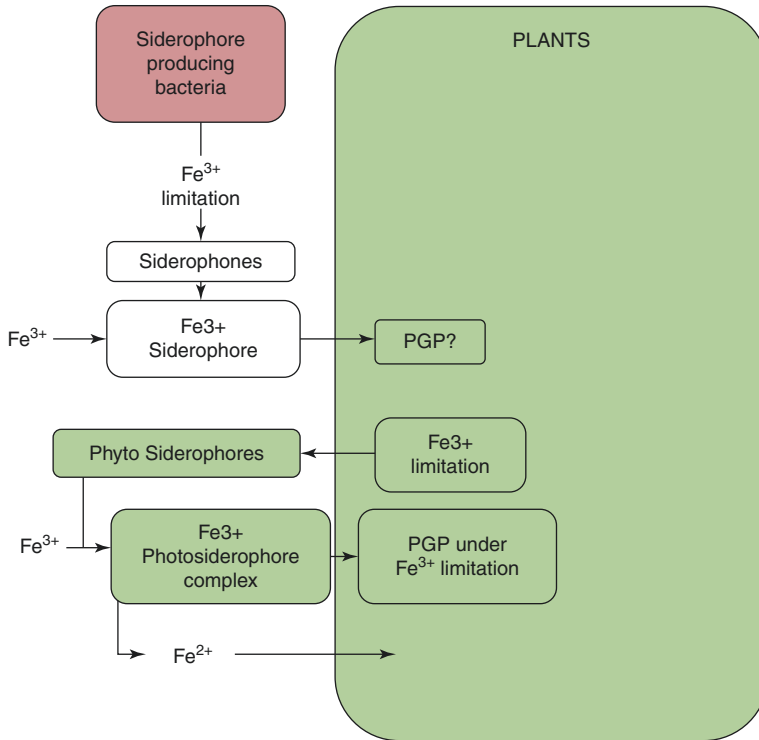 Siderophore
producing
bacteria
PLANTS
Fe³⁺
limitation
Siderophones
Fe³⁺
Fe3+
Siderophore
PGP?
Phyto Siderophores
Fe3+
limitation
Fe³⁺
Fe3+
Photosiderophore
complex
PGP under
Fe³⁺ limitation
Fe²⁺